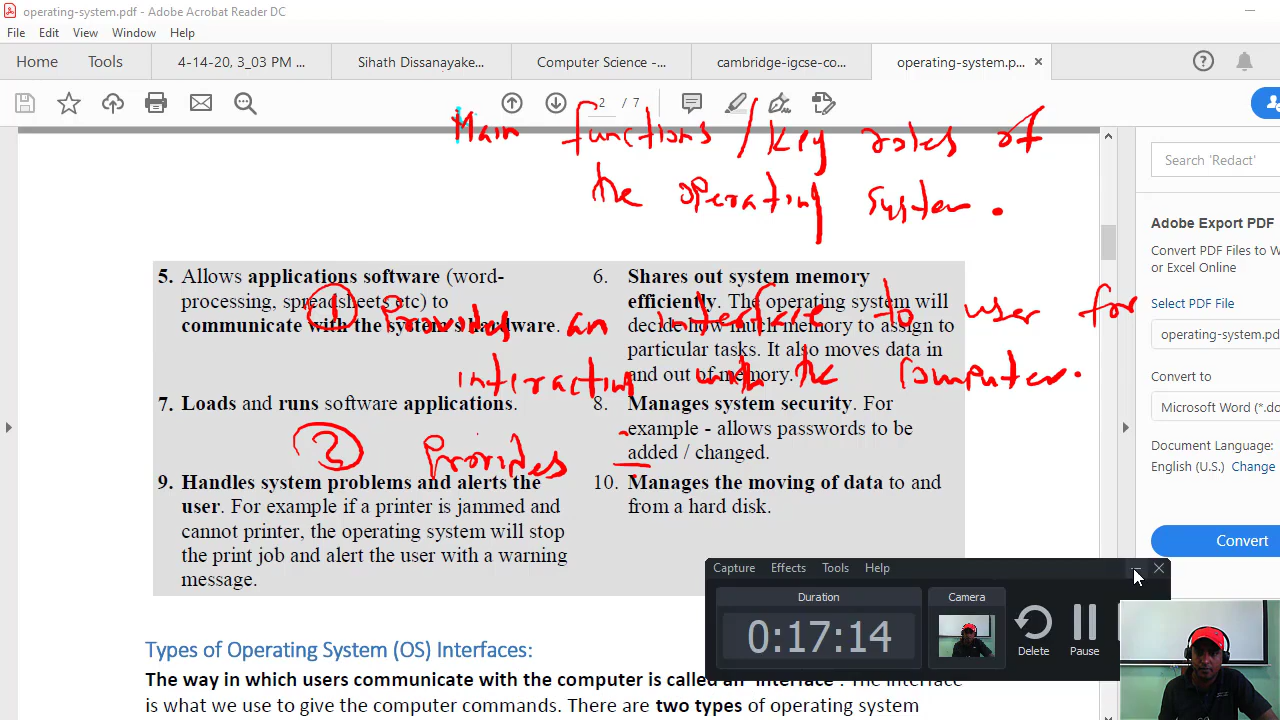 operating-system.pdf - Adobe Acrobat Reader DC
File Edit View Window Help
Home Tools 4-14-20, 3_03 PM ... Sihath Dissanayake... Computer Science -... cambridge-igcse-co... operating-system.p...
2 / 7
Main functions/key roles of
the operating system.
Search 'Redact'
Adobe Export PDF
Convert PDF Files to W
or Excel Online
Select PDF File
operating-system.pd
Convert to
Microsoft Word (*.do
Document Language:
English (U.S.) Change
Convert
5. Allows applications software (word-
processing, spreadsheets etc) to
communicate with the system's hardware.
6. Shares out system memory
efficiently. The operating system will
decide how much memory to assign to
particular tasks. It also moves data in
and out of memory.
① Provides an interface to user for
interacting with the computer.
7. Loads and runs software applications.
8. Manages system security. For
example - allows passwords to be
added / changed.
② Provides
9. Handles system problems and alerts the
user. For example if a printer is jammed and
cannot printer, the operating system will stop
the print job and alert the user with a warning
message.
10. Manages the moving of data to and
from a hard disk.
Capture Effects Tools Help
Duration
0:17:14
Camera
Delete
Pause
Types of Operating System (OS) Interfaces:
The way in which users communicate with the computer is called an 'interface'. The interface
is what we use to give the computer commands. There are two types of operating system